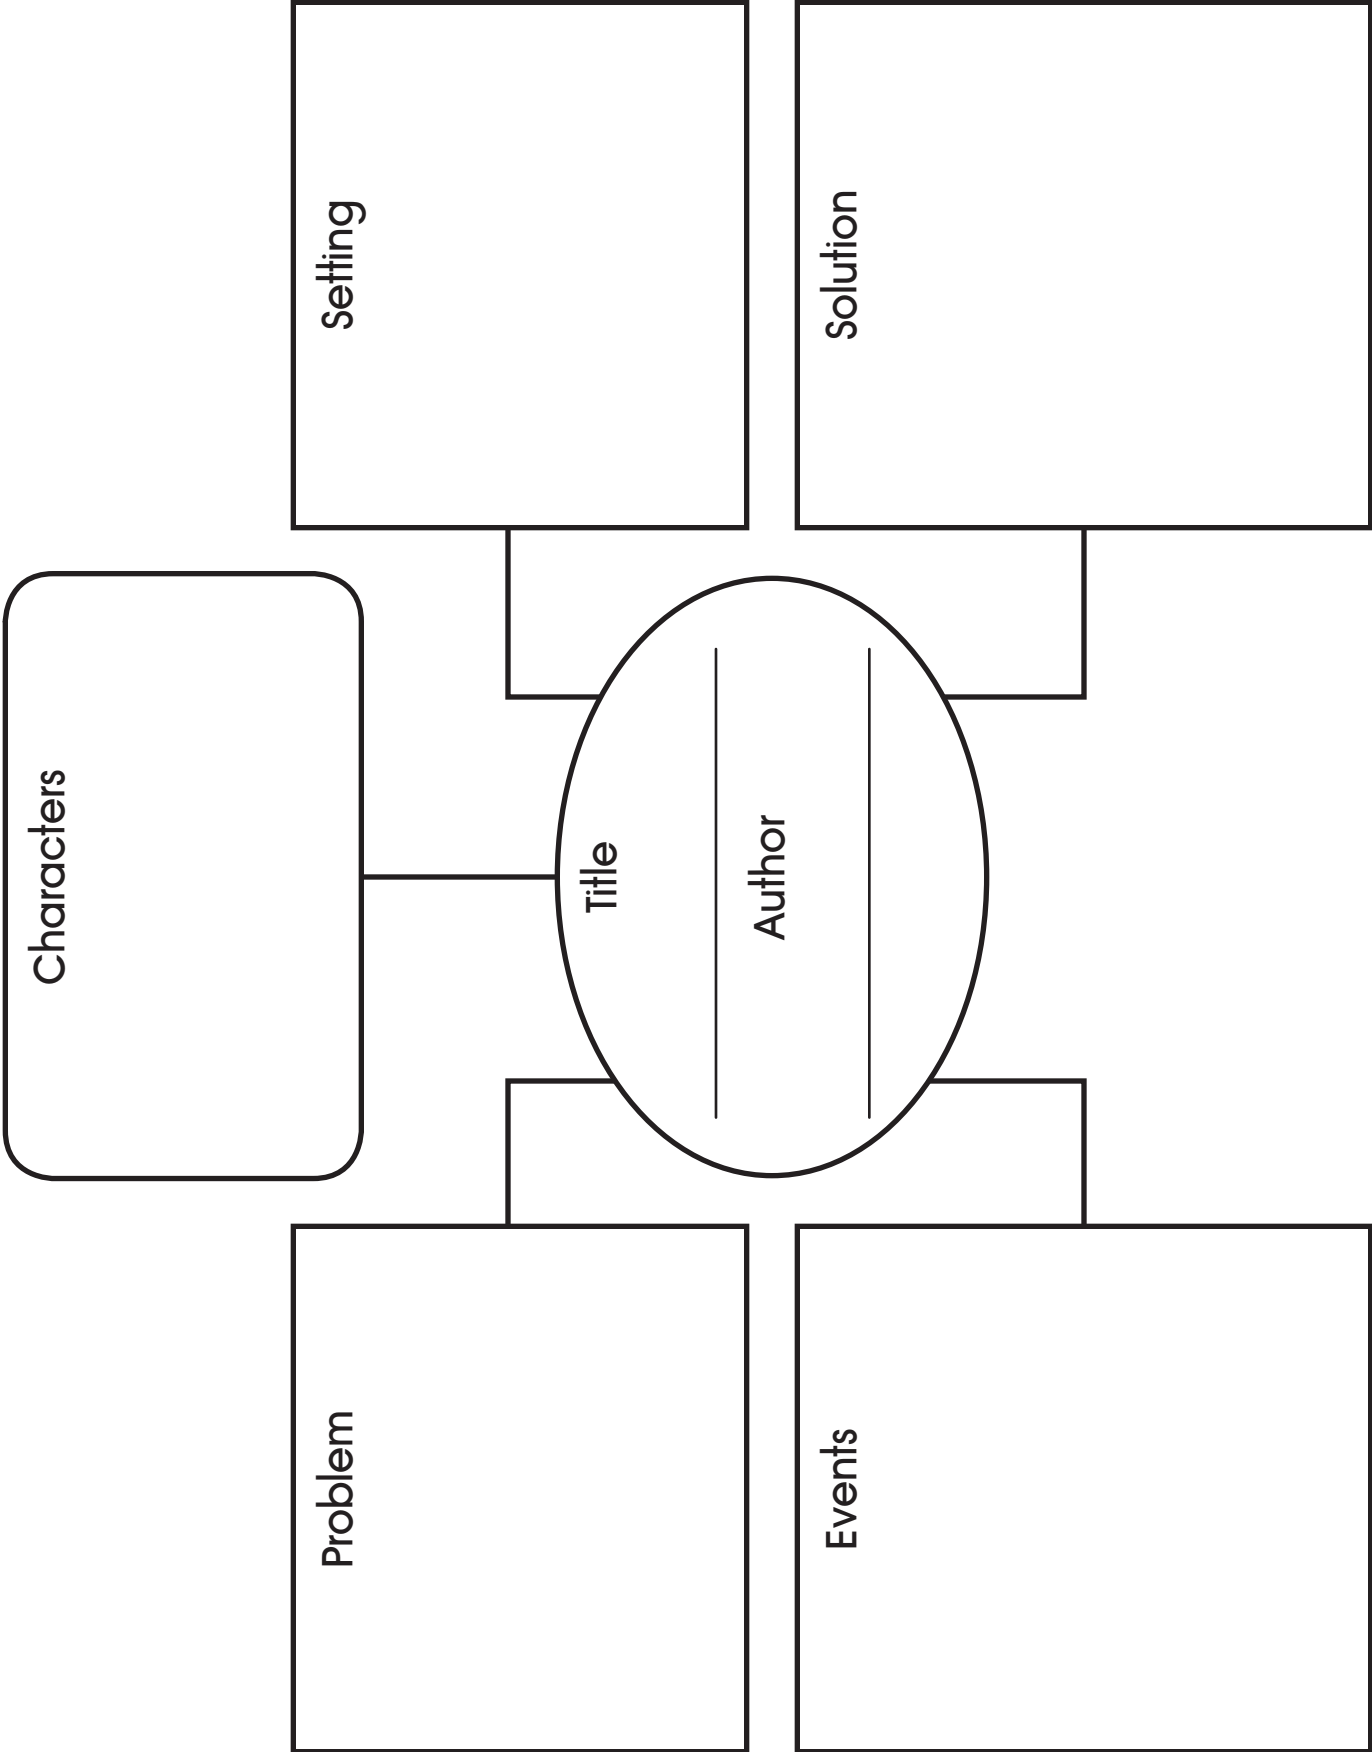 Characters
Problem
Setting
Title
Author
Events
Solution